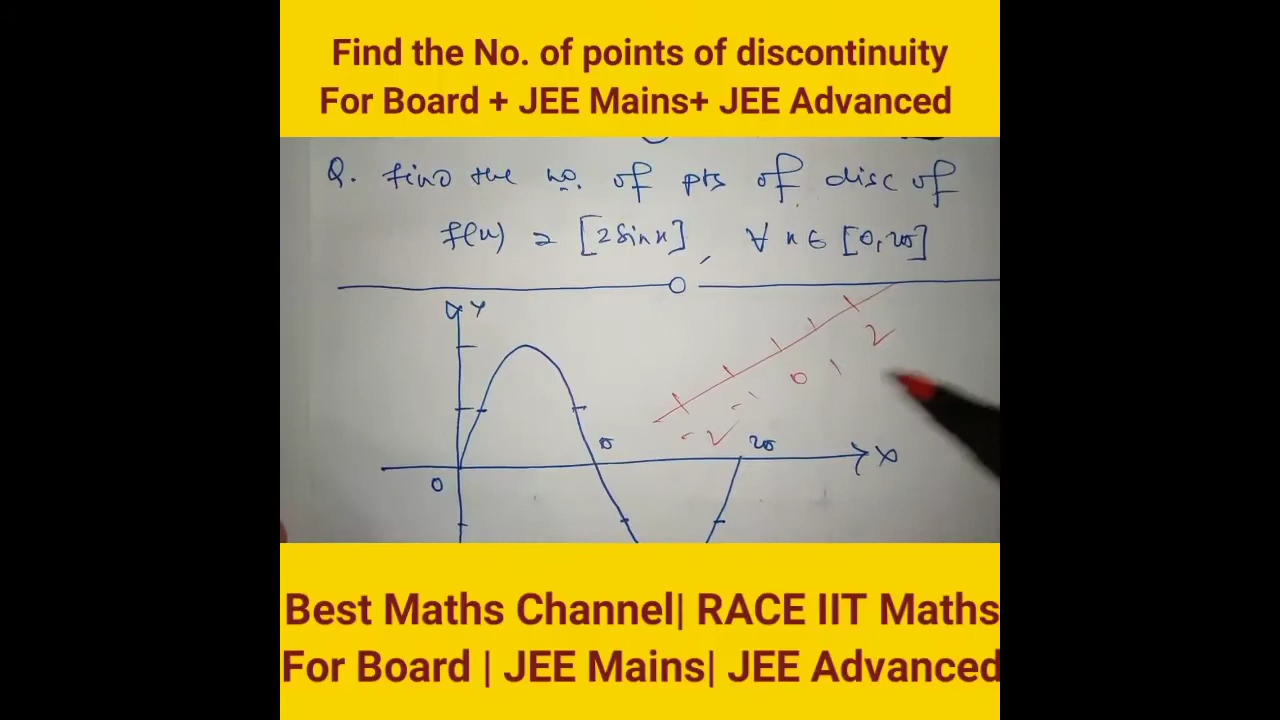 Find the No. of points of discontinuity
For Board + JEE Mains+ JEE Advanced
Q. Find the no. of pts of disc of
f(x) = [2sinx], ∀ x ∈ [0, 2π]
Y
2
1
0
-1
-2
π
2π
X
0
Best Maths Channel| RACE IIT Maths
For Board | JEE Mains| JEE Advanced